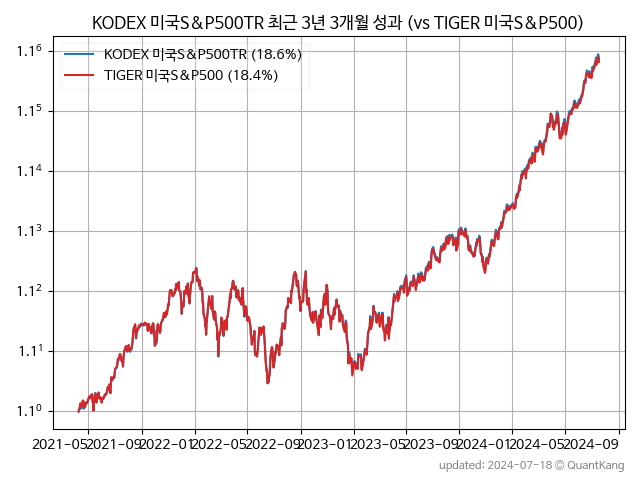 KODEX 미국S&P500TR 최근 3년 3개월 성과 (vs TIGER 미국S&P500)
KODEX 미국S&P500TR (18.6%)
TIGER 미국S&P500 (18.4%)
1.1⁶
1.1⁵
1.1⁴
1.1³
1.1²
1.1¹
1.1⁰
2021-05 2021-09 2022-01 2022-05 2022-09 2023-01 2023-05 2023-09 2024-01 2024-05 2024-09
updated: 2024-07-18 © QuantKang